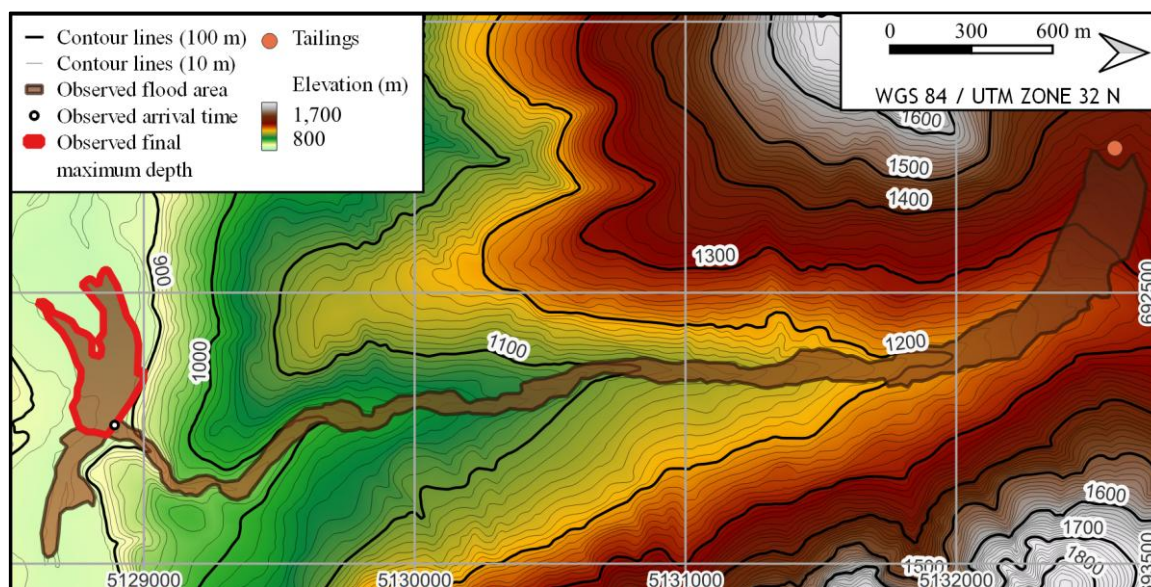 Contour lines (100 m)
Contour lines (10 m)
Observed flood area
Observed arrival time
Observed final
maximum depth
Tailings
Elevation (m)
1,700
800
0 300 600 m
WGS 84 / UTM ZONE 32 N
1600
1500
1400
1300
1200
1100
1000
900
692500
1600
1700
1800
1500
693500
5129000
5130000
5131000
5132000